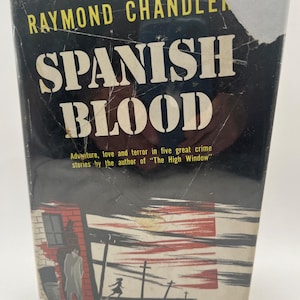 RAYMOND CHANDLER
SPANISH
BLOOD
Adventure, love and terror in five great crime
stories by the author of "The High Window"